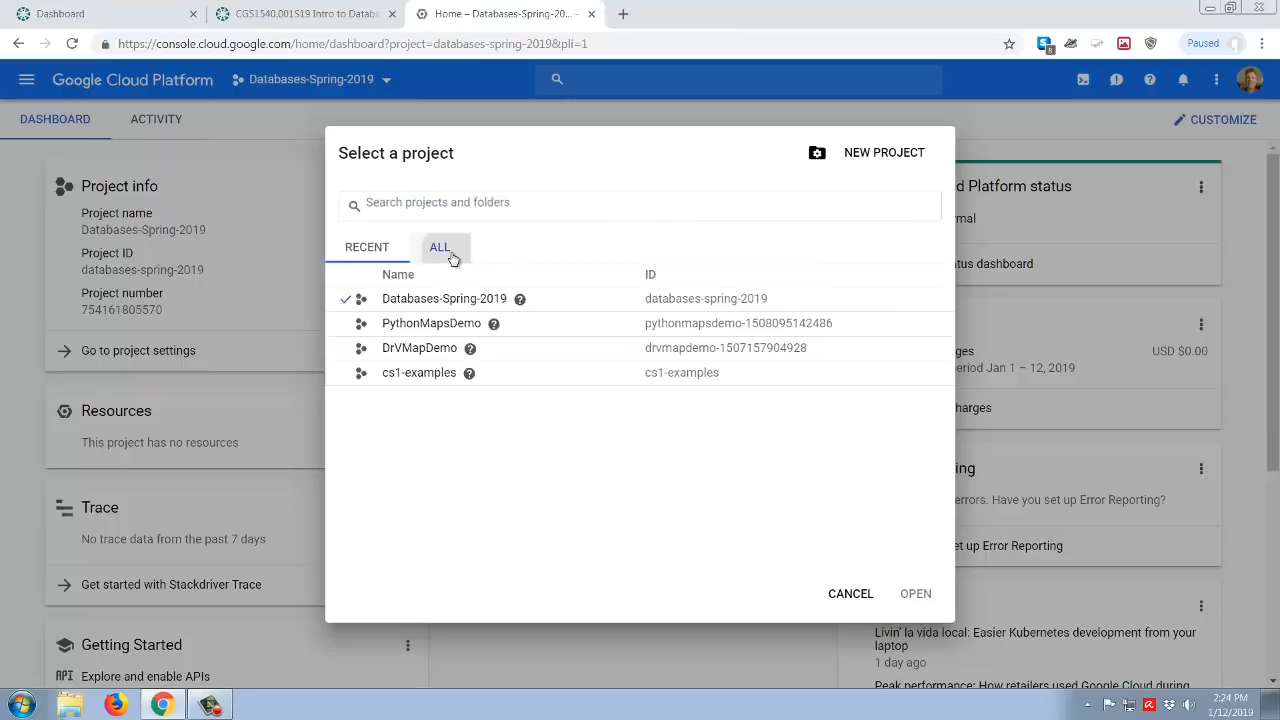 Dashboard
CGS1540.001S19 Intro to Datab
Home – Databases-Spring-20...
https://console.cloud.google.com/home/dashboard?project=databases-spring-2019&pli=1
8
Paused
Google Cloud Platform
Databases-Spring-2019
DASHBOARD
ACTIVITY
CUSTOMIZE
Select a project
NEW PROJECT
Search projects and folders
RECENT
ALL
Name
ID
Databases-Spring-2019
databases-spring-2019
PythonMapsDemo
pythonmapsdemo-1508095142486
DrVMapDemo
drvmapdemo-1507157904928
cs1-examples
cs1-examples
CANCEL
OPEN
Project info
Project name
Databases-Spring-2019
Project ID
databases-spring-2019
Project number
754161805570
Go to project settings
Resources
This project has no resources
Trace
No trace data from the past 7 days
Get started with Stackdriver Trace
Getting Started
API
Explore and enable APIs
d Platform status
mal
tatus dashboard
ges
USD $0.00
eriod Jan 1 – 12, 2019
harges
ing
errors. Have you set up Error Reporting?
et up Error Reporting
Livin' la vida local: Easier Kubernetes development from your
laptop
1 day ago
Peak performance: How retailers used Google Cloud during
2:24 PM
1/12/2019